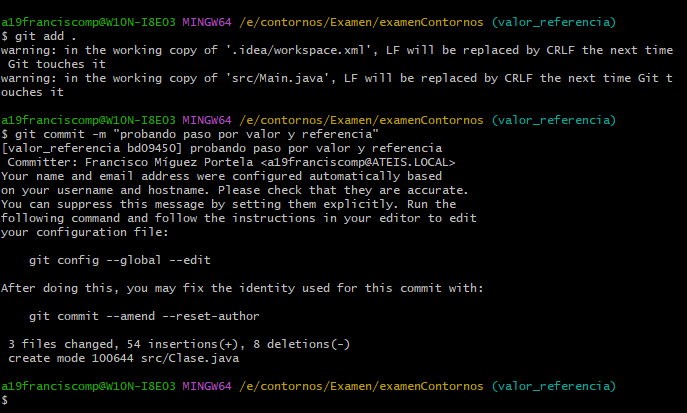 a19franciscomp@W10N-I8E03 MINGW64 /e/contornos/Examen/examenContornos (valor_referencia)
$ git add .
warning: in the working copy of '.idea/workspace.xml', LF will be replaced by CRLF the next time
 Git touches it
warning: in the working copy of 'src/Main.java', LF will be replaced by CRLF the next time Git t
ouches it
a19franciscomp@W10N-I8E03 MINGW64 /e/contornos/Examen/examenContornos (valor_referencia)
$ git commit -m "probando paso por valor y referencia"
[valor_referencia bd09450] probando paso por valor y referencia
 Committer: Francisco Míguez Portela <a19franciscomp@ATEIS.LOCAL>
Your name and email address were configured automatically based
on your username and hostname. Please check that they are accurate.
You can suppress this message by setting them explicitly. Run the
following command and follow the instructions in your editor to edit
your configuration file:
    git config --global --edit
After doing this, you may fix the identity used for this commit with:
    git commit --amend --reset-author
 3 files changed, 54 insertions(+), 8 deletions(-)
 create mode 100644 src/Clase.java
a19franciscomp@W10N-I8E03 MINGW64 /e/contornos/Examen/examenContornos (valor_referencia)
$